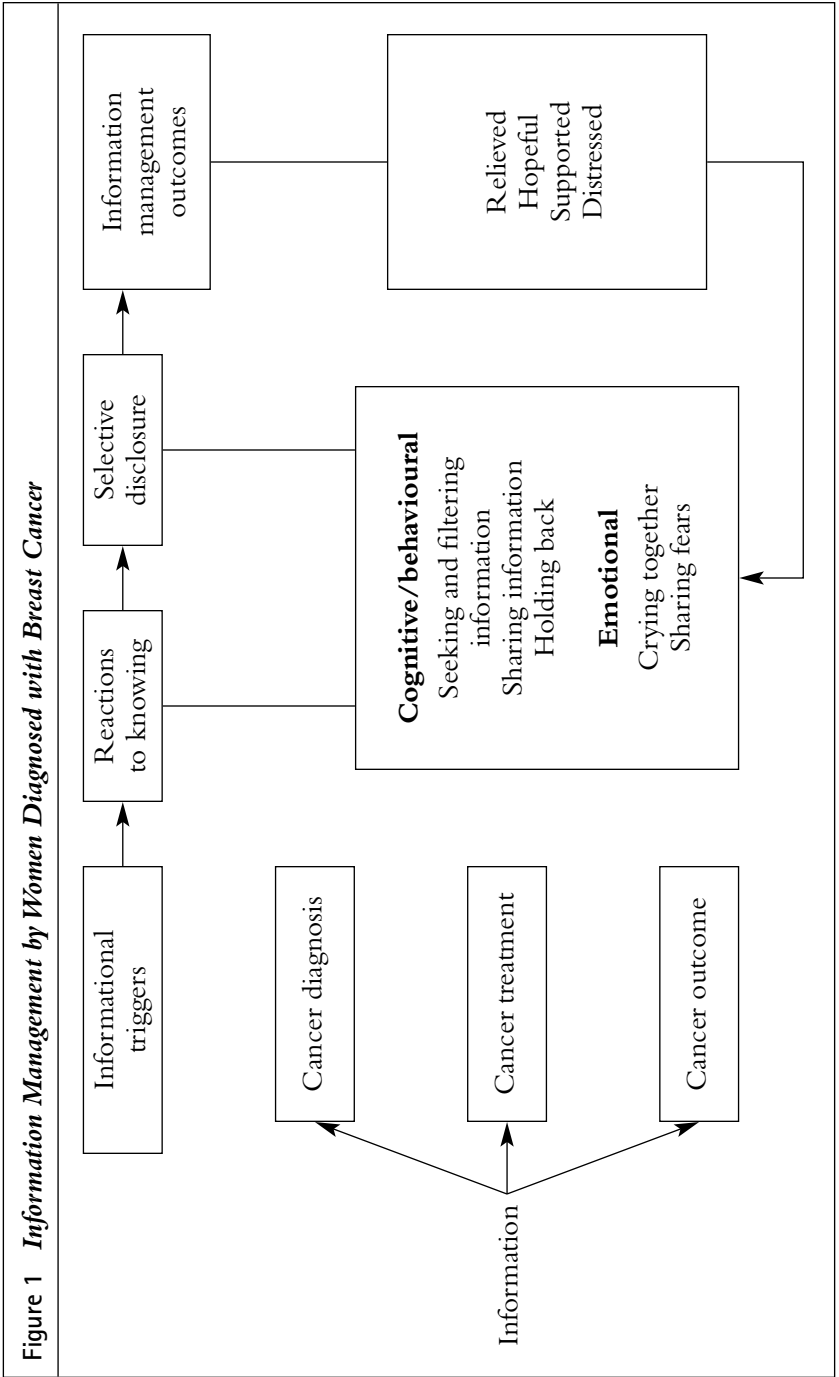 Figure 1 Information Management by Women Diagnosed with Breast Cancer
Informational
triggers
Reactions
to knowing
Selective
disclosure
Information
management
outcomes
Information
Cancer diagnosis
Cancer treatment
Cancer outcome
Cognitive/behavioural
Seeking and filtering
information
Sharing information
Holding back
Emotional
Crying together
Sharing fears
Relieved
Hopeful
Supported
Distressed